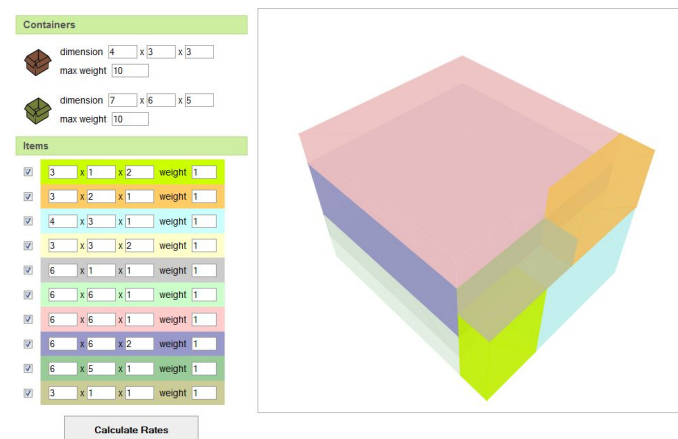 Containers
dimension 4 x 3 x 3
max weight 10
dimension 7 x 6 x 5
max weight 10
Items
3 x 1 x 2 weight 1
3 x 2 x 1 weight 1
4 x 3 x 1 weight 1
3 x 3 x 2 weight 1
6 x 1 x 1 weight 1
6 x 6 x 1 weight 1
6 x 6 x 1 weight 1
6 x 6 x 2 weight 1
6 x 5 x 1 weight 1
3 x 1 x 1 weight 1
Calculate Rates